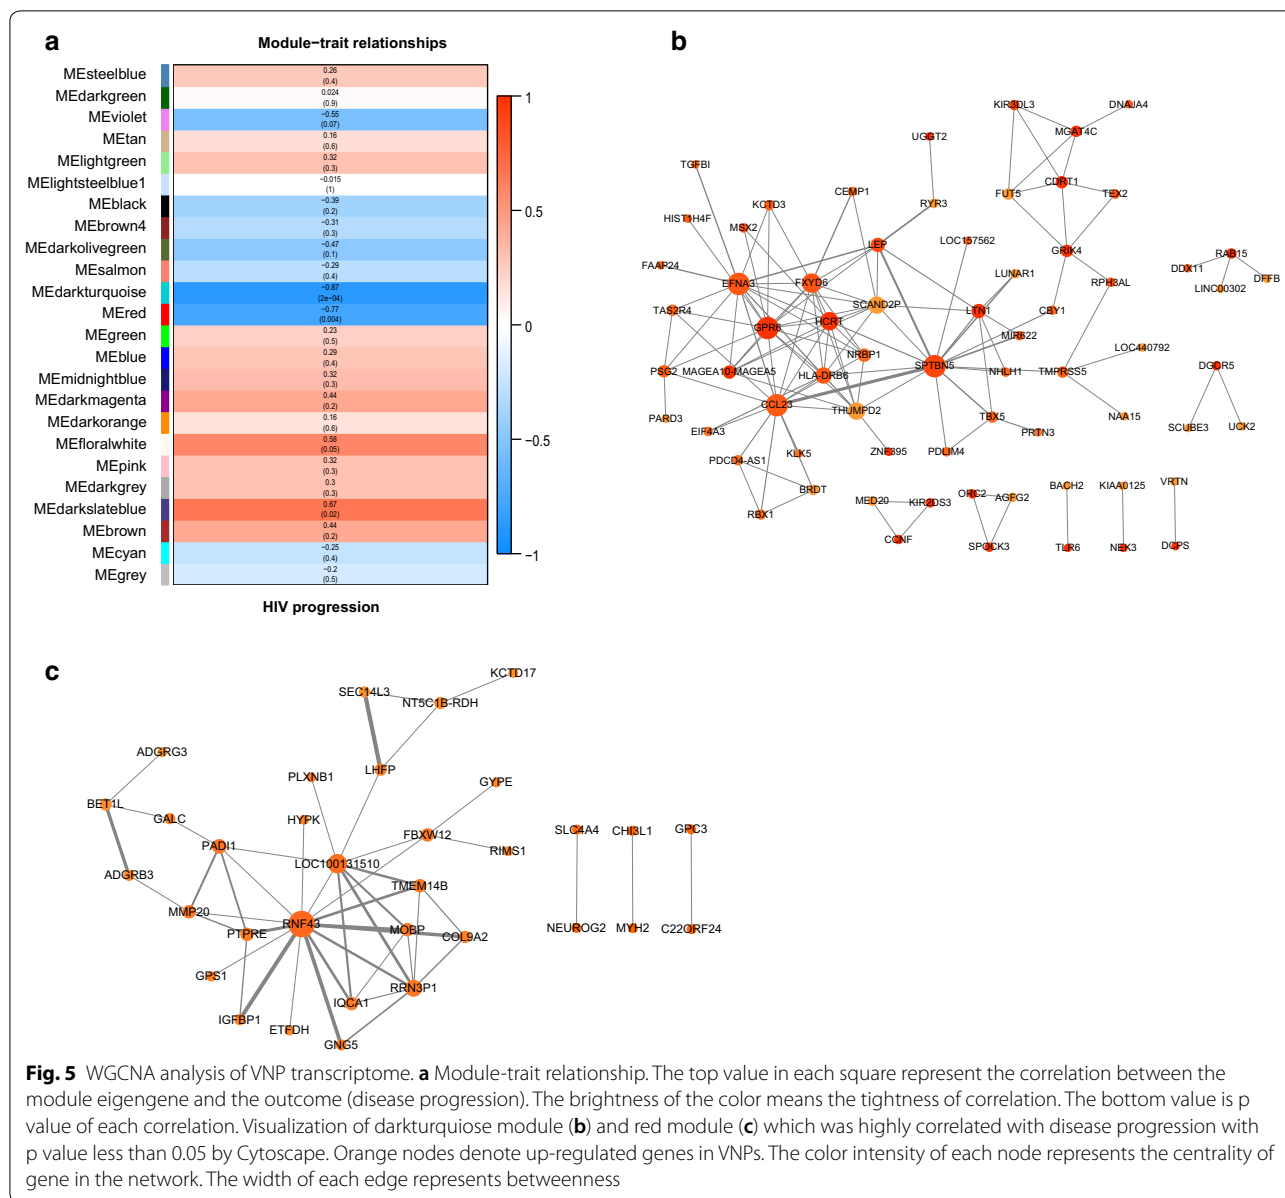 a
Module−trait relationships
MEsteelblue
0.26
(0.4)
MEdarkgreen
0.024
(0.9)
MEviolet
−0.55
(0.07)
MEtan
0.16
(0.6)
MElightgreen
0.32
(0.3)
MElightsteelblue1
−0.015
(1)
MEblack
−0.39
(0.2)
MEbrown4
−0.31
(0.3)
MEdarkolivegreen
−0.47
(0.1)
MEsalmon
−0.29
(0.4)
MEdarkturquoise
−0.87
(2e−04)
MEred
−0.77
(0.004)
MEgreen
0.23
(0.5)
MEblue
0.29
(0.4)
MEmidnightblue
0.32
(0.3)
MEdarkmagenta
0.44
(0.2)
MEdarkorange
0.16
(0.6)
MEfloralwhite
0.58
(0.05)
MEpink
0.32
(0.3)
MEdarkgrey
0.3
(0.3)
MEdarkslateblue
0.67
(0.02)
MEbrown
0.44
(0.2)
MEcyan
−0.25
(0.4)
MEgrey
−0.2
(0.5)
HIV progression
1
0.5
0
−0.5
−1
b
KIR3DL3
DNAJA4
MGAT4C
UGGT2
TGFBI
CDRT1
CEMP1
FUT5
TEX2
KCTD3
RYR3
HIST1H4F
MSX2
LEP
LOC157562
GRIK4
RAB15
FAAP24
DDX11
DFFB
EFNA3
FXYD6
LUNAR1
RPH3AL
LINC00302
SCAND2P
TAS2R4
LTN1
CBY1
GPR6
HCRT
MIR622
LOC440792
NRBP1
PSG2
MAGEA10-MAGEA5
HLA-DRB6
SPTBN5
NHLH1
TMPRSS5
DGCR5
CCL23
THUMPD2
PARD3
TBX5
NAA15
EIF4A3
PRTN3
SCUBE3
UCK2
PDCD4-AS1
KLK5
ZNF395
PDLIM4
BRDT
MED20
KIR2DS3
ORC2
AGFG2
BACH2
KIAA0125
VRTN
RBX1
CCNF
SPOCK3
TLR6
NEK3
DCPS
c
KCTD17
SEC14L3
NT5C1B-RDH
ADGRG3
PLXNB1
LHFP
GYPE
BET1L
GALC
HYPK
FBXW12
SLC4A4
CHI3L1
GPC3
PADI1
RIMS1
LOC100131510
ADGRB3
TMEM14B
MMP20
RNF43
MOBP
NEUROG2
MYH2
C22ORF24
PTPRE
COL9A2
GPS1
RRN3P1
IQCA1
IGFBP1
ETFDH
GNG5
Fig. 5 WGCNA analysis of VNP transcriptome. a Module-trait relationship. The top value in each square represent the correlation between the
module eigengene and the outcome (disease progression). The brightness of the color means the tightness of correlation. The bottom value is p
value of each correlation. Visualization of darkturquiose module (b) and red module (c) which was highly correlated with disease progression with
p value less than 0.05 by Cytoscape. Orange nodes denote up-regulated genes in VNPs. The color intensity of each node represents the centrality of
gene in the network. The width of each edge represents betweenness